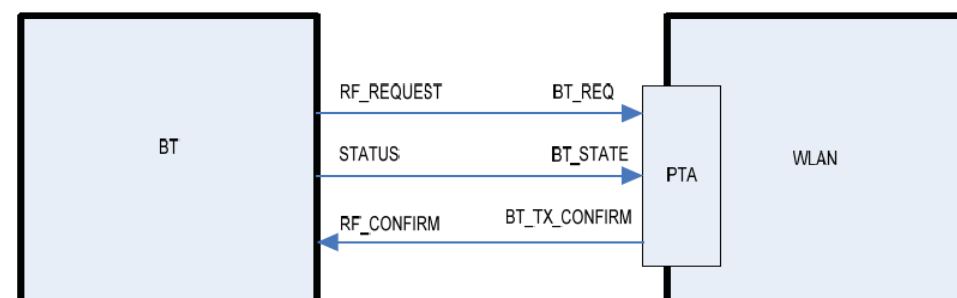 RF_REQUEST BT_REQ
BT
STATUS BT_STATE
WLAN
PTA
RF_CONFIRM BT_TX_CONFIRM